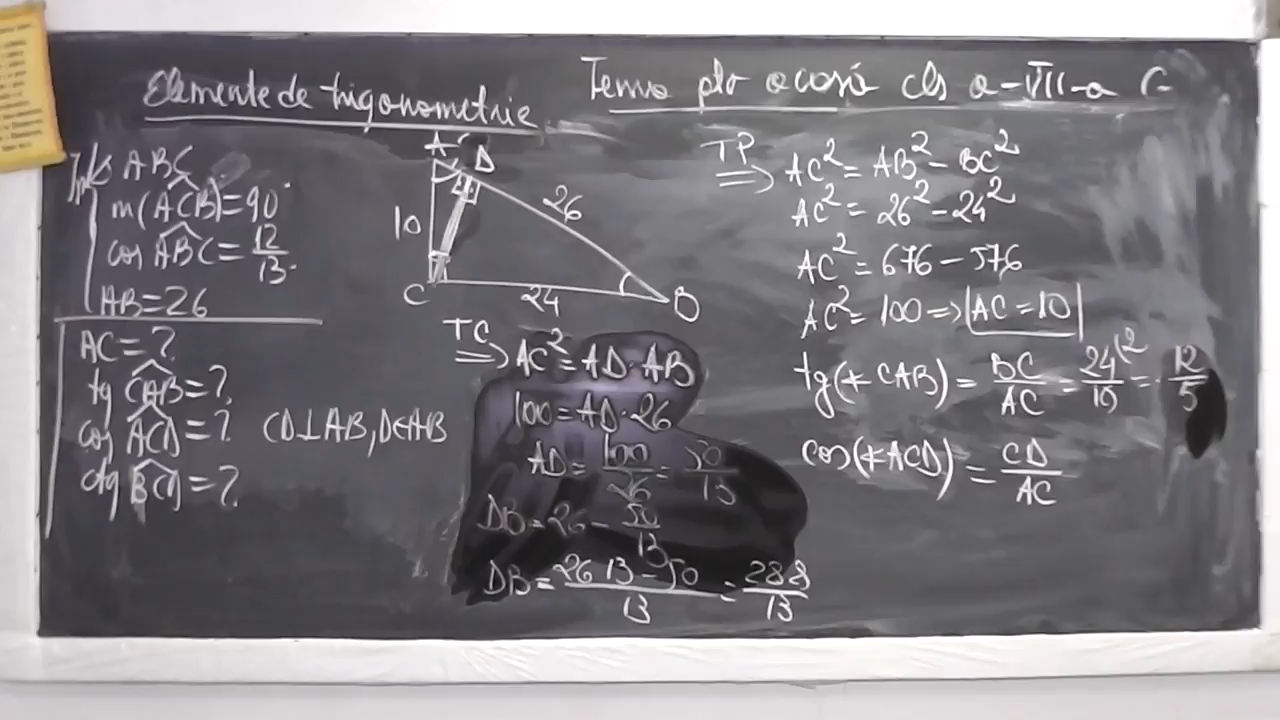 Elemente de trigonometrie
Tema ptr acasă cls a-VII-a C
Ip/ Δ ABC
m(ACB)=90°
cos ABC = 12/13
AB=26
AC=?
tg CAB=?
cos ACD=? CD⊥AB, D∈AB
ctg BCD=?
A D
10 26
C 24 B
TC ⇒ AC² = AD·AB
100 = AD·26
AD = 100/26 = 50/13
DB = 26 - 50/13
DB = 26·13-50/13 = 288/13
TP ⇒ AC² = AB² - BC²
AC² = 26² - 24²
AC² = 676 - 576
AC² = 100 ⇒ AC = 10
tg(∢ CAB) = BC/AC = 24/10 (2 = 12/5
cos(∢ACD) = CD/AC